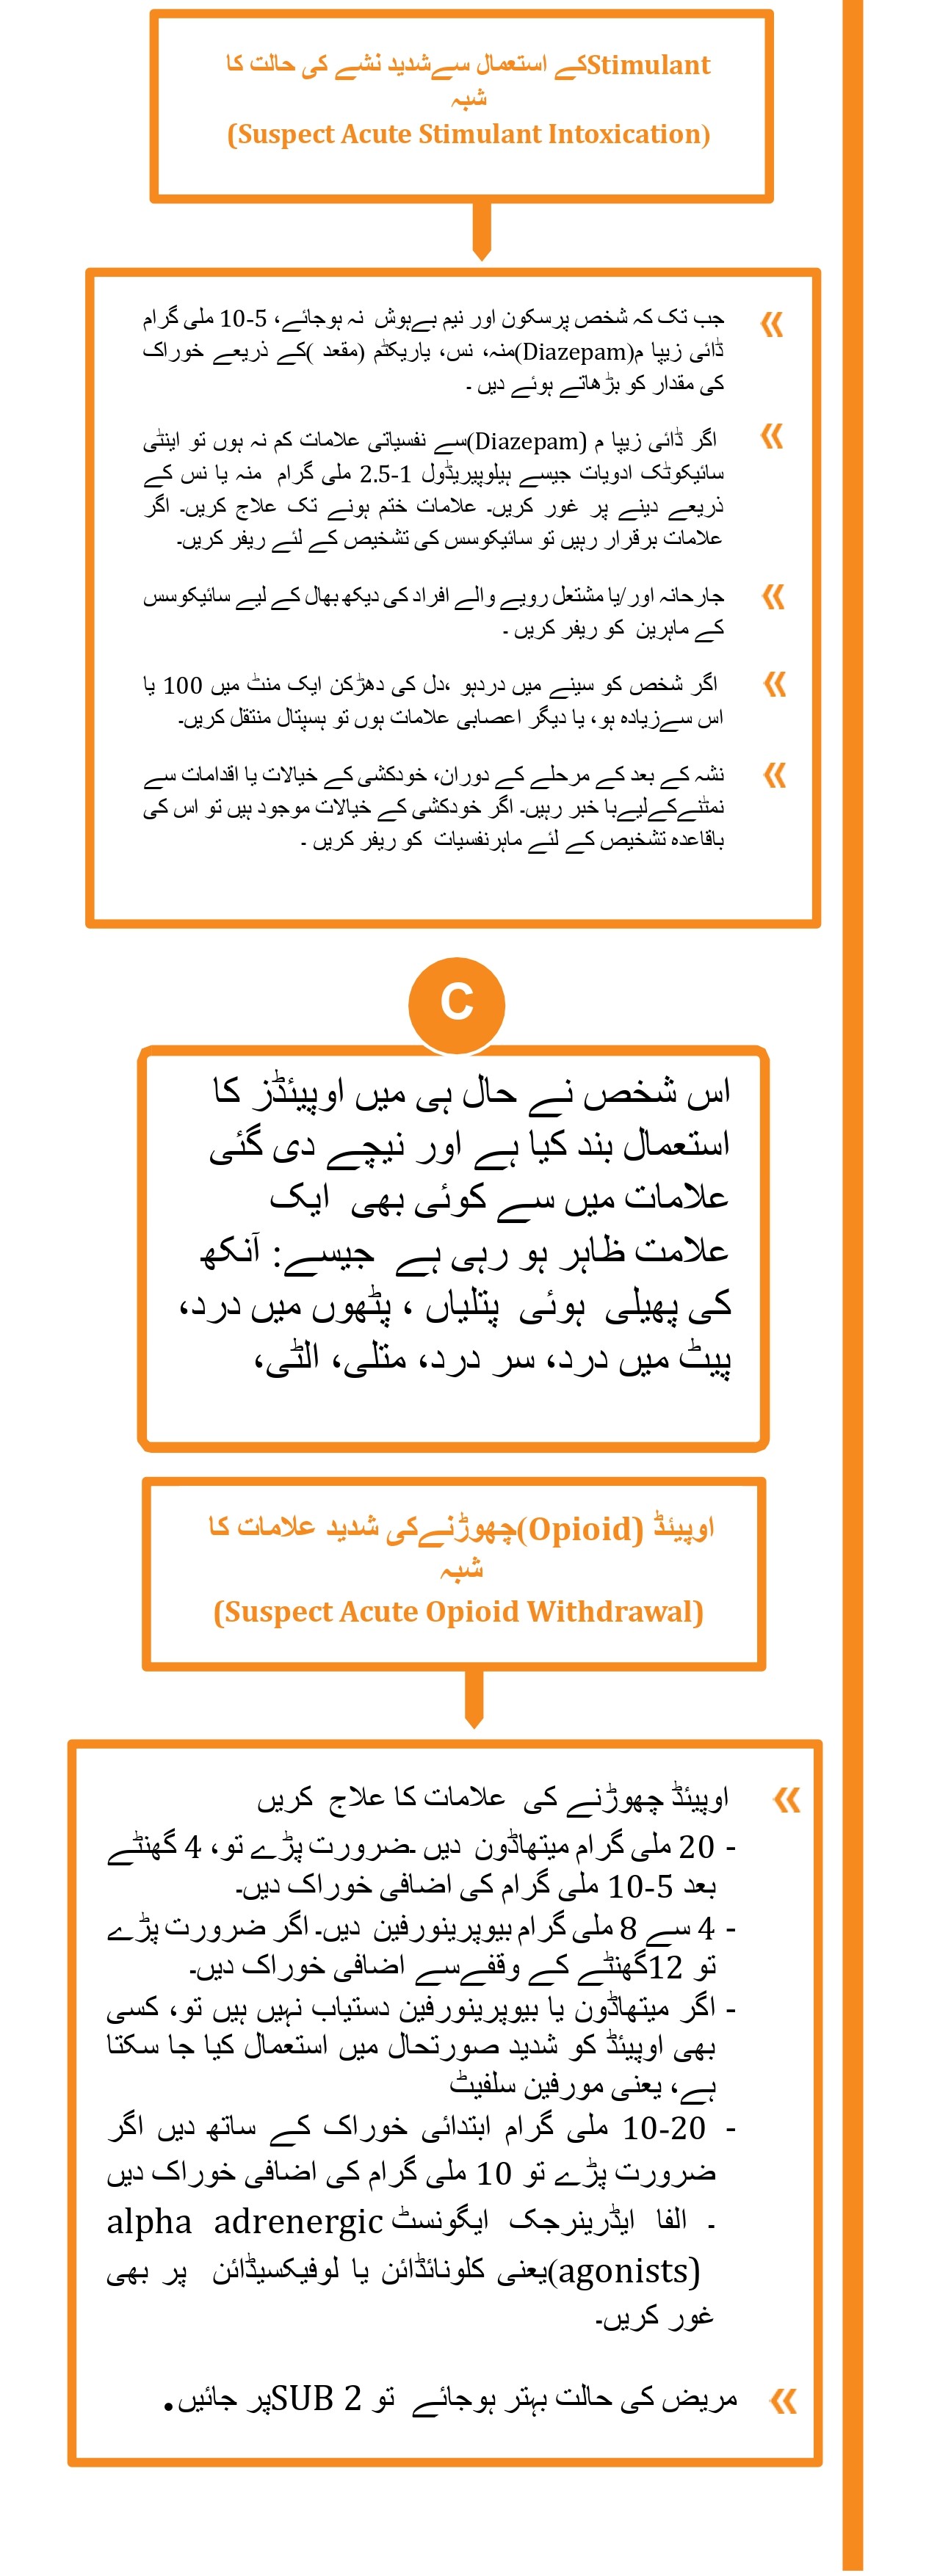 Stimulantکے استعمال سےشدید نشے کی حالت کا
شبہ
(Suspect Acute Stimulant Intoxication)
» جب تک کہ شخص پرسکون اور نیم بےہوش نہ ہوجائے، 5-10 ملی گرام
ڈائی زیپا م(Diazepam)منہ، نس، یاریکٹم (مقعد )کے ذریعے خوراک
کی مقدار کو بڑھاتے ہوئے دیں ۔
» اگر ڈائی زیپا م (Diazepam)سے نفسیاتی علامات کم نہ ہوں تو اینٹی
سائیکوٹک ادویات جیسے ہیلوپیریڈول 1-2.5 ملی گرام منہ یا نس کے
ذریعے دینے پر غور کریں۔ علامات ختم ہونے تک علاج کریں۔ اگر
علامات برقرار رہیں تو سائیکوسس کی تشخیص کے لئے ریفر کریں۔
» جارحانہ اور/یا مشتعل رویے والے افراد کی دیکھ بھال کے لیے سائیکوسس
کے ماہرین کو ریفر کریں ۔
» اگر شخص کو سینے میں دردہو ،دل کی دھڑکن ایک منٹ میں 100 یا
اس سےزیادہ ہو، یا دیگر اعصابی علامات ہوں تو ہسپتال منتقل کریں۔
» نشہ کے بعد کے مرحلے کے دوران، خودکشی کے خیالات یا اقدامات سے
نمٹنےکےلیےبا خبر رہیں۔ اگر خودکشی کے خیالات موجود ہیں تو اس کی
باقاعدہ تشخیص کے لئے ماہرنفسیات کو ریفر کریں ۔
C
اس شخص نے حال ہی میں اوپیئڈز کا
استعمال بند کیا ہے اور نیچے دی گئی
علامات میں سے کوئی بھی ایک
علامت ظاہر ہو رہی ہے جیسے: آنکھ
کی پھیلی ہوئی پتلیاں ، پٹھوں میں درد،
پیٹ میں درد، سر درد، متلی، الٹی،
اوپیئڈ (Opioid)چھوڑنےکی شدید علامات کا
شبہ
(Suspect Acute Opioid Withdrawal)
» اوپیئڈ چھوڑنے کی علامات کا علاج کریں
- 20 ملی گرام میتھاڈون دیں ۔ضرورت پڑے تو، 4 گھنٹے
بعد 5-10 ملی گرام کی اضافی خوراک دیں۔
- 4 سے 8 ملی گرام بیوپرینورفین دیں۔ اگر ضرورت پڑے
تو 12گھنٹے کے وقفےسے اضافی خوراک دیں۔
- اگر میتھاڈون یا بیوپرینورفین دستیاب نہیں ہیں تو، کسی
بھی اوپیئڈ کو شدید صورتحال میں استعمال کیا جا سکتا
ہے، یعنی مورفین سلفیٹ
- 10-20 ملی گرام ابتدائی خوراک کے ساتھ دیں اگر
ضرورت پڑے تو 10 ملی گرام کی اضافی خوراک دیں
۔ الفا ایڈرینرجک ایگونسٹ alpha adrenergic
(agonists)یعنی کلونائڈائن یا لوفیکسیڈائن پر بھی
غور کریں۔
» مریض کی حالت بہتر ہوجائے تو SUB 2پر جائیں.